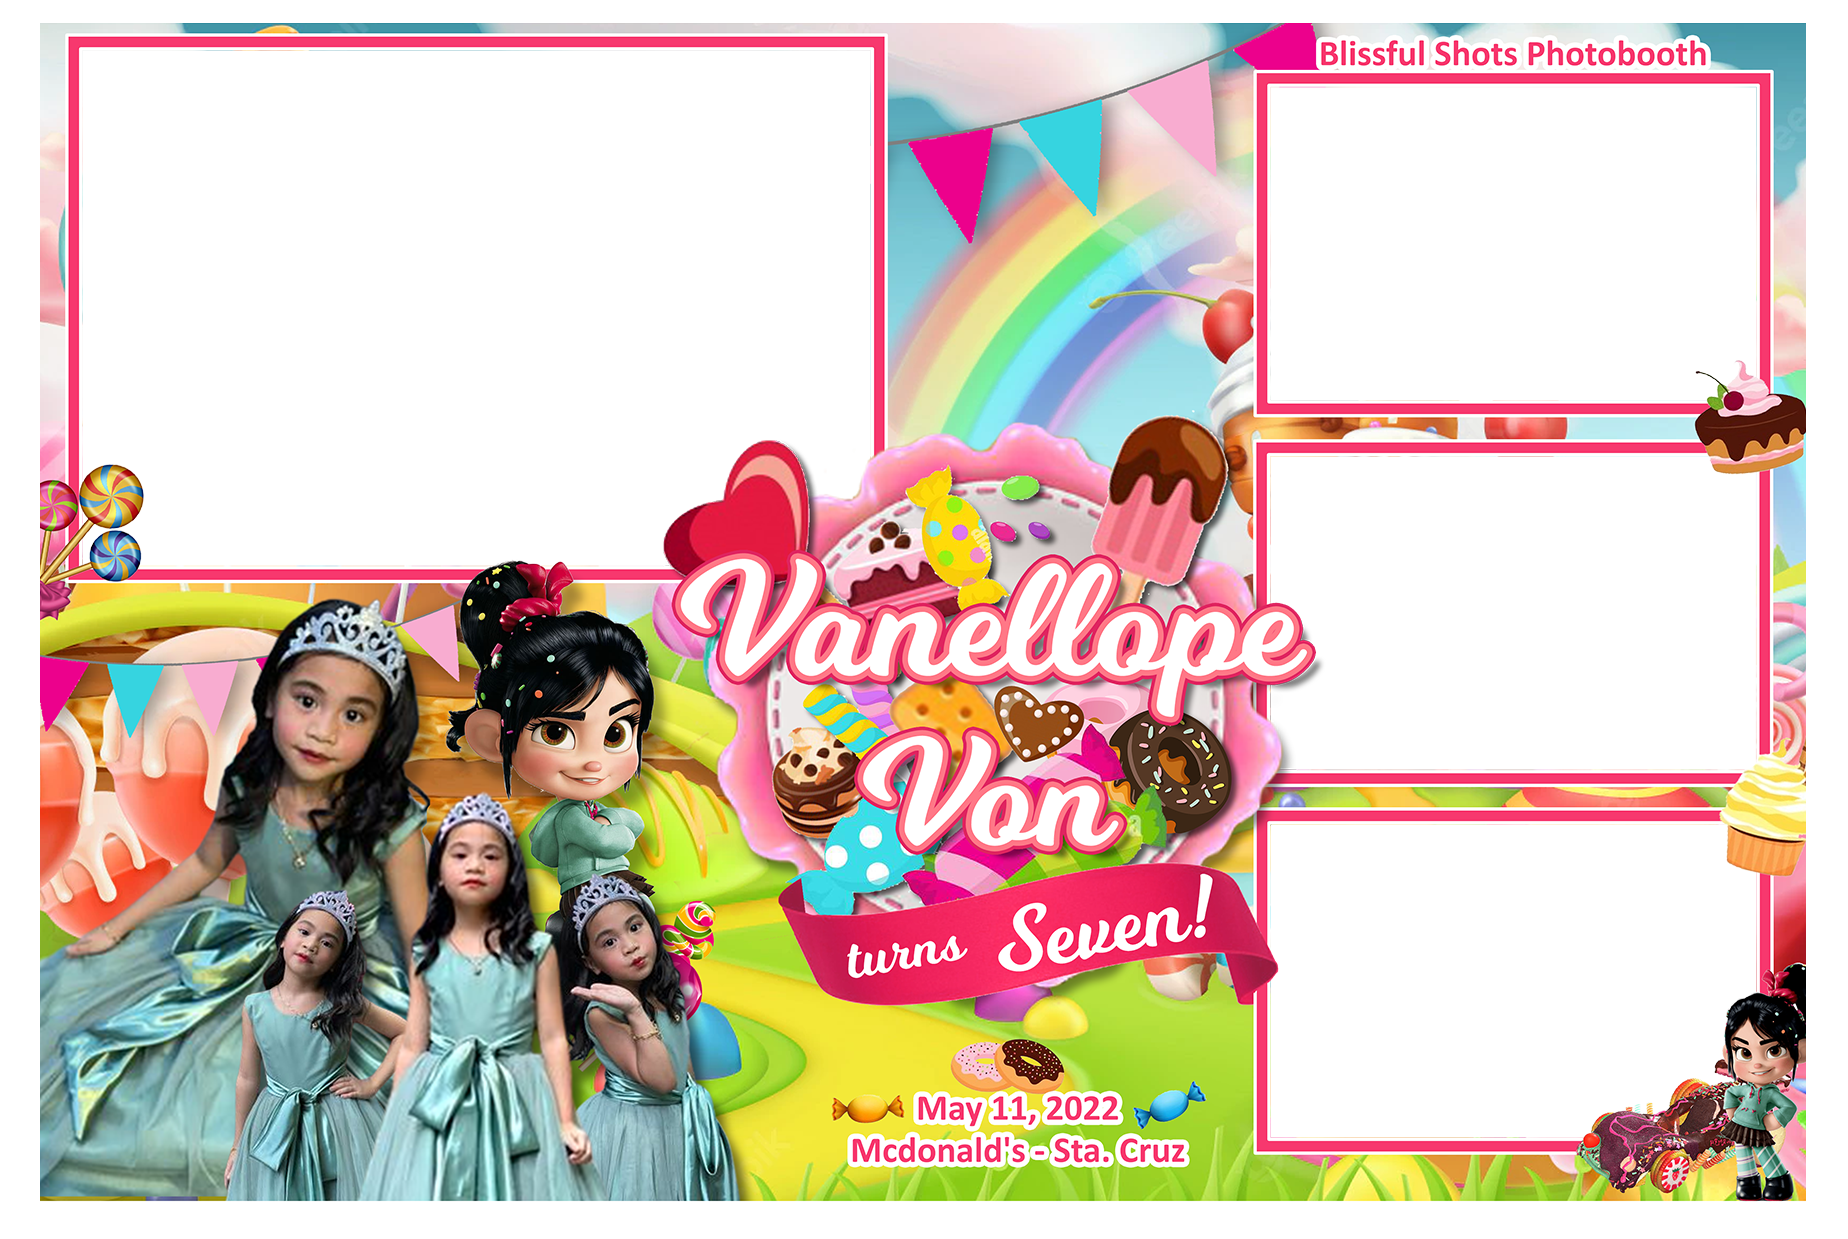 Blissful Shots Photobooth
Vanellope
Von
turns Seven!
May 11, 2022
Mcdonald's - Sta. Cruz